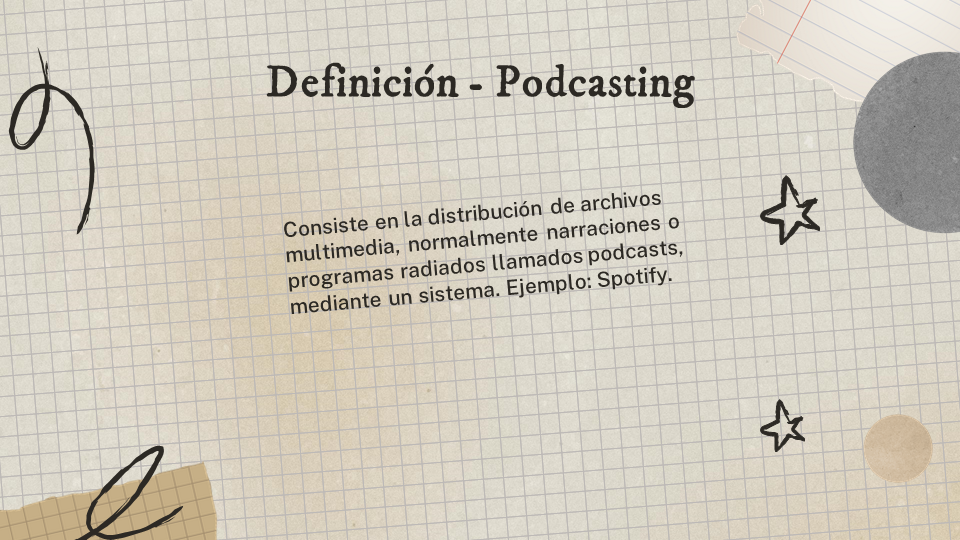 Definición - Podcasting
Consiste en la distribución de archivos
multimedia, normalmente narraciones o
programas radiados llamados podcasts,
mediante un sistema. Ejemplo: Spotify.